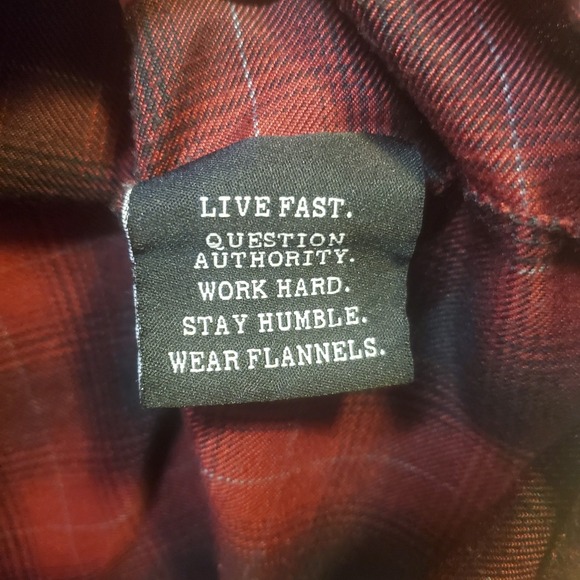 LIVE FAST.
QUESTION
AUTHORITY.
WORK HARD.
STAY HUMBLE.
WEAR FLANNELS.